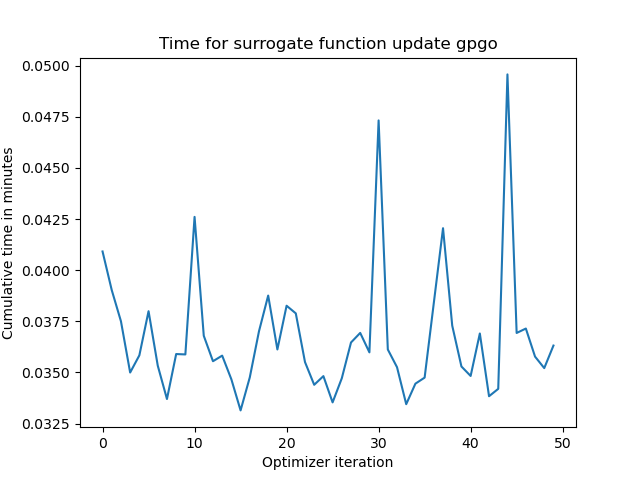 Time for surrogate function update gpgo
0.0500
0.0475
0.0450
0.0425
0.0400
0.0375
0.0350
0.0325
Cumulative time in minutes
0 10 20 30 40 50
Optimizer iteration